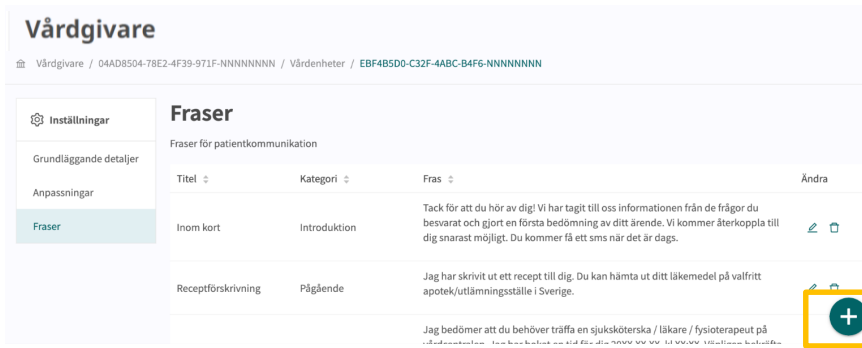 Vårdgivare
Vårdgivare / 04AD8504-78E2-4F39-971F-NNNNNNNN / Vårdenheter / EBF4B5D0-C32F-4ABC-B4F6-NNNNNNNN
Inställningar
Grundläggande detaljer
Anpassningar
Fraser
Fraser
Fraser för patientkommunikation
Titel Kategori Fras Ändra
Inom kort
Introduktion
Tack för att du hör av dig! Vi har tagit till oss informationen från de frågor du
besvarat och gjort en första bedömning av ditt ärende. Vi kommer återkoppla till
dig snarast möjligt. Du kommer få ett sms när det är dags.
Receptförskrivning
Pågående
Jag har skrivit ut ett recept till dig. Du kan hämta ut ditt läkemedel på valfritt
apotek/utlämningsställe i Sverige.
Jag bedömer att du behöver träffa en sjuksköterska / läkare / fysioterapeut på